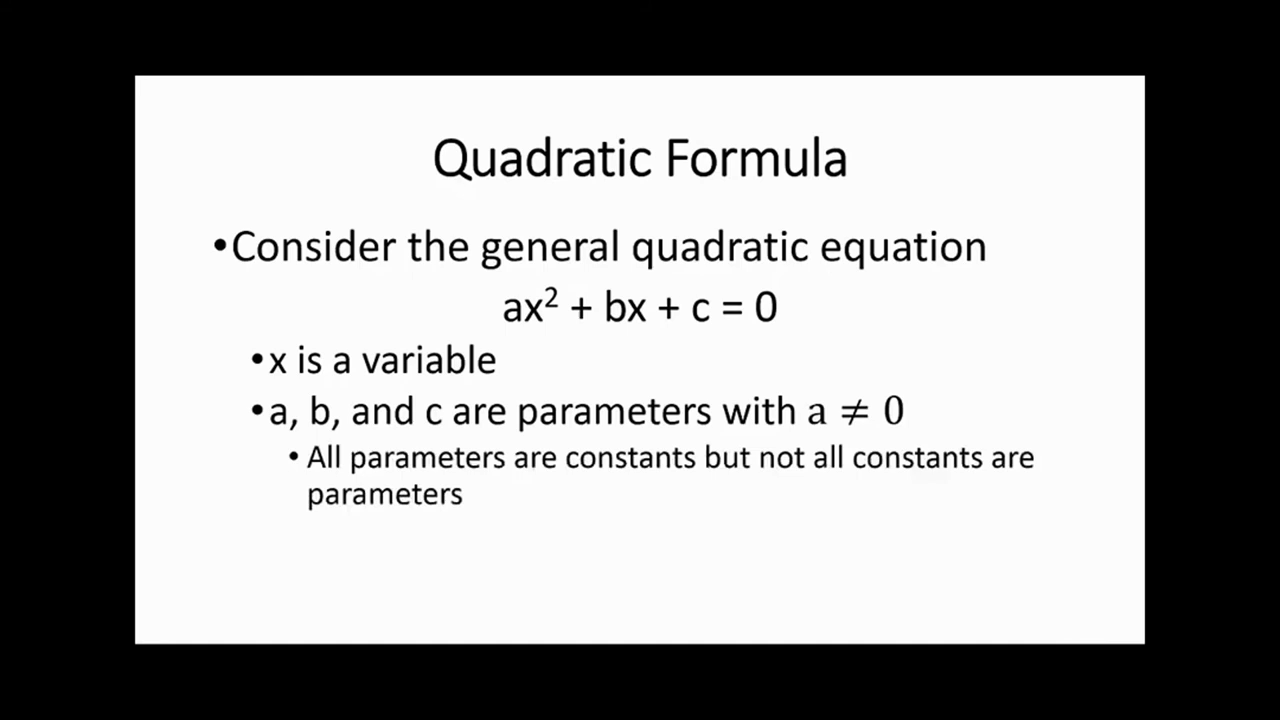 Quadratic Formula
•Consider the general quadratic equation
ax² + bx + c = 0
•x is a variable
•a, b, and c are parameters with a ≠ 0
•All parameters are constants but not all constants are
parameters